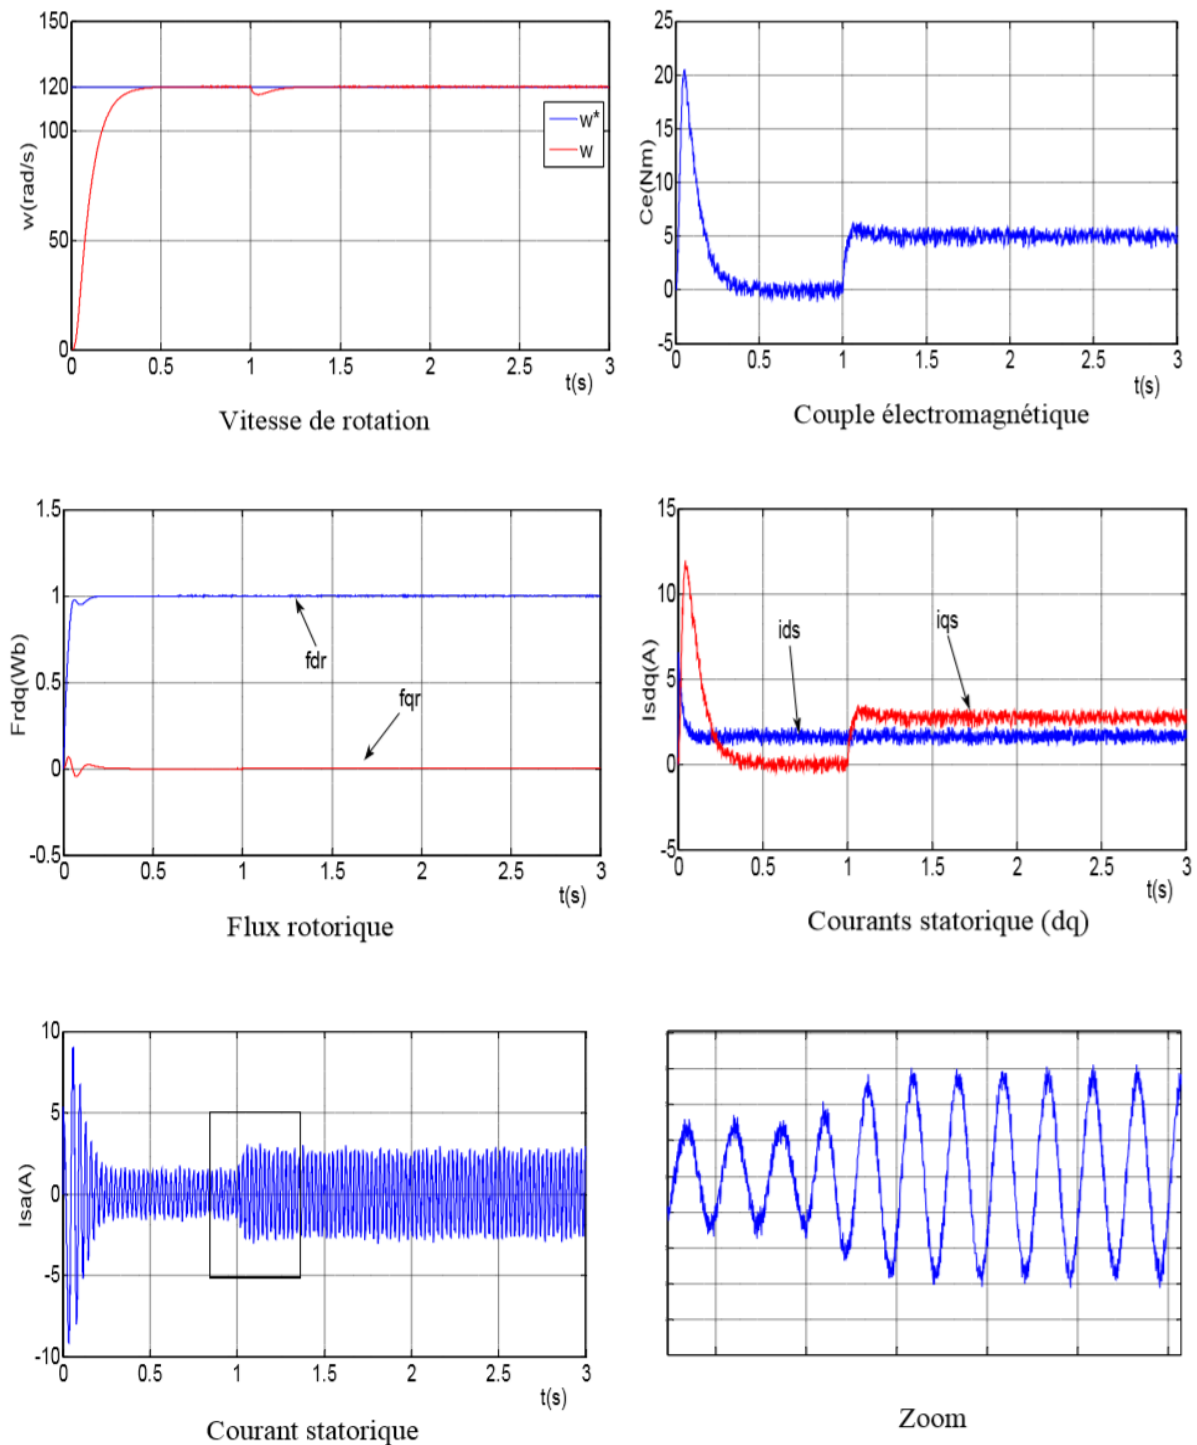 150
120
100
50
0
w(rad/s)
w*
w
0 0.5 1 1.5 2 2.5 3
t(s)
Vitesse de rotation
25
20
15
10
5
0
-5
Ce(Nm)
0 0.5 1 1.5 2 2.5 3
t(s)
Couple électromagnétique
1.5
1
0.5
0
-0.5
Frdq(Wb)
fdr
fqr
0 0.5 1 1.5 2 2.5 3
t(s)
Flux rotorique
15
10
5
0
-5
Isdq(A)
ids
iqs
0 0.5 1 1.5 2 2.5 3
t(s)
Courants statorique (dq)
10
5
0
-5
-10
Isa(A)
0 0.5 1 1.5 2 2.5 3
t(s)
Courant statorique
Zoom